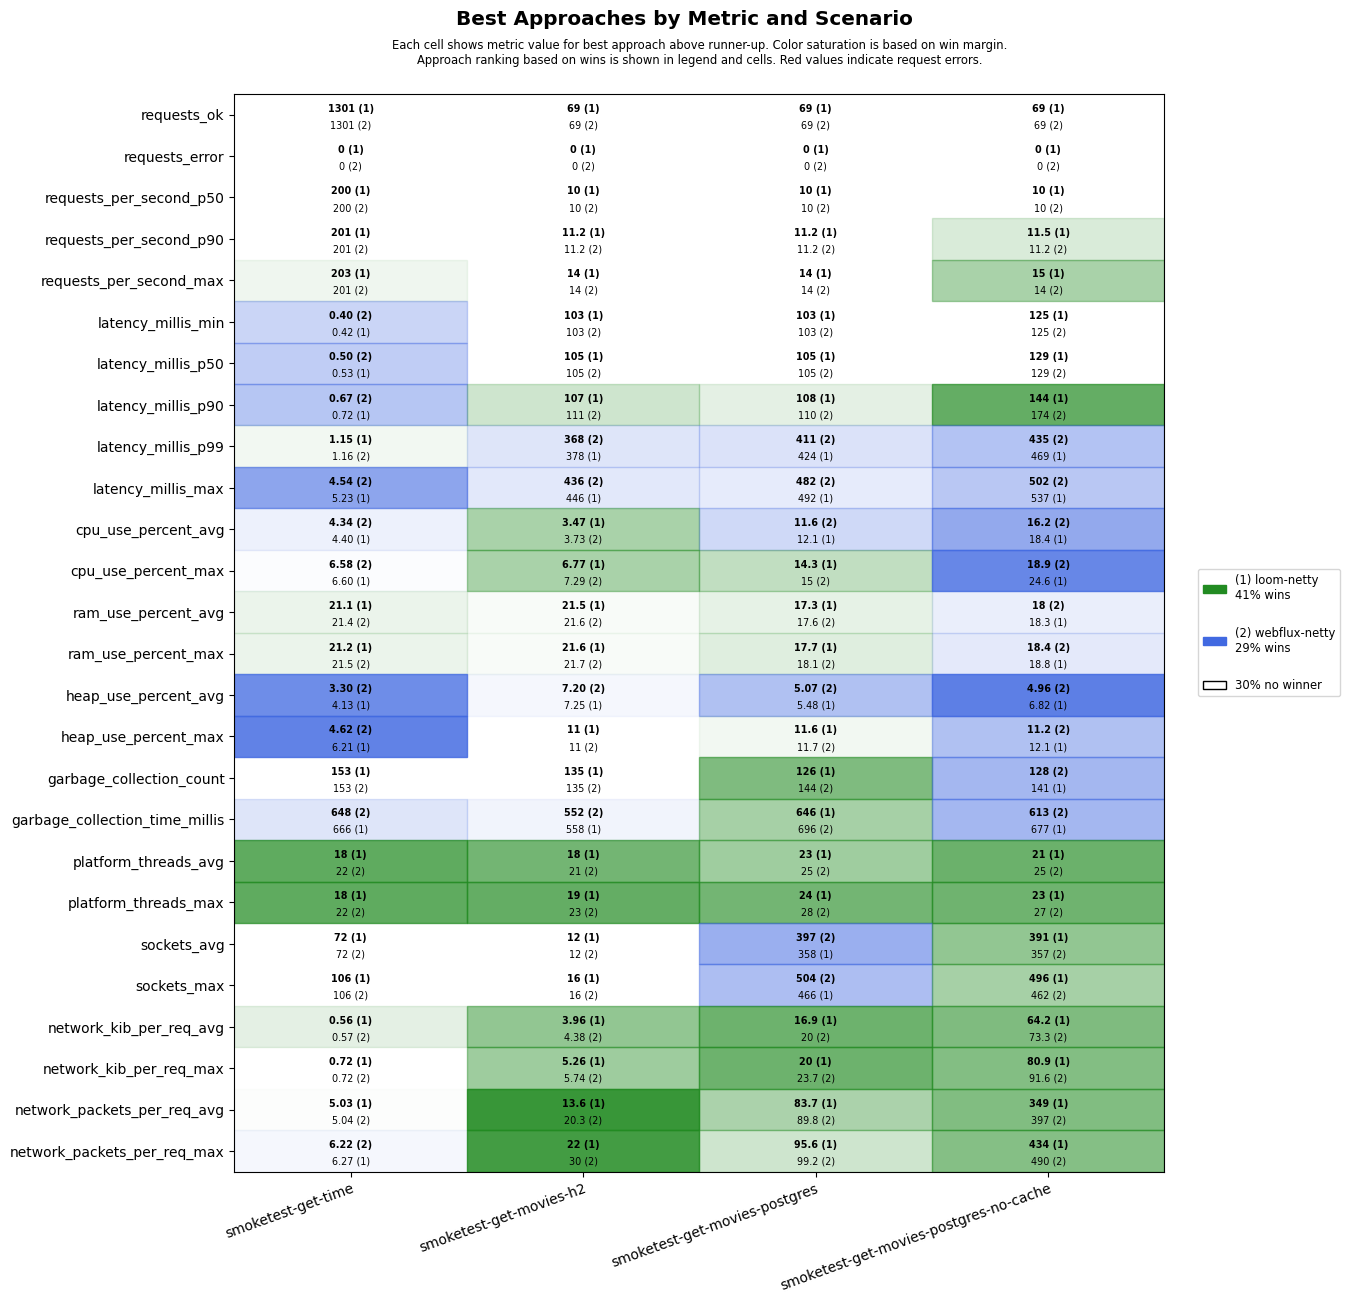 Best Approaches by Metric and Scenario
Each cell shows metric value for best approach above runner-up. Color saturation is based on win margin.
Approach ranking based on wins is shown in legend and cells. Red values indicate request errors.
requests_ok
1301 (1) 69 (1) 69 (1) 69 (1)
1301 (2) 69 (2) 69 (2) 69 (2)
requests_error
0 (1) 0 (1) 0 (1) 0 (1)
0 (2) 0 (2) 0 (2) 0 (2)
requests_per_second_p50
200 (1) 10 (1) 10 (1) 10 (1)
200 (2) 10 (2) 10 (2) 10 (2)
requests_per_second_p90
201 (1) 11.2 (1) 11.2 (1) 11.5 (1)
201 (2) 11.2 (2) 11.2 (2) 11.2 (2)
requests_per_second_max
203 (1) 14 (1) 14 (1) 15 (1)
201 (2) 14 (2) 14 (2) 14 (2)
latency_millis_min
0.40 (2) 103 (1) 103 (1) 125 (1)
0.42 (1) 103 (2) 103 (2) 125 (2)
latency_millis_p50
0.50 (2) 105 (1) 105 (1) 129 (1)
0.53 (1) 105 (2) 105 (2) 129 (2)
latency_millis_p90
0.67 (2) 107 (1) 108 (1) 144 (1)
0.72 (1) 111 (2) 110 (2) 174 (2)
latency_millis_p99
1.15 (1) 368 (2) 411 (2) 435 (2)
1.16 (2) 378 (1) 424 (1) 469 (1)
latency_millis_max
4.54 (2) 436 (2) 482 (2) 502 (2)
5.23 (1) 446 (1) 492 (1) 537 (1)
cpu_use_percent_avg
4.34 (2) 3.47 (1) 11.6 (2) 16.2 (2)
4.40 (1) 3.73 (2) 12.1 (1) 18.4 (1)
cpu_use_percent_max
6.58 (2) 6.77 (1) 14.3 (1) 18.9 (2)
6.60 (1) 7.29 (2) 15 (2) 24.6 (1)
ram_use_percent_avg
21.1 (1) 21.5 (1) 17.3 (1) 18 (2)
21.4 (2) 21.6 (2) 17.6 (2) 18.3 (1)
ram_use_percent_max
21.2 (1) 21.6 (1) 17.7 (1) 18.4 (2)
21.5 (2) 21.7 (2) 18.1 (2) 18.8 (1)
heap_use_percent_avg
3.30 (2) 7.20 (2) 5.07 (2) 4.96 (2)
4.13 (1) 7.25 (1) 5.48 (1) 6.82 (1)
heap_use_percent_max
4.62 (2) 11 (1) 11.6 (1) 11.2 (2)
6.21 (1) 11 (2) 11.7 (2) 12.1 (1)
garbage_collection_count
153 (1) 135 (1) 126 (1) 128 (2)
153 (2) 135 (2) 144 (2) 141 (1)
garbage_collection_time_millis
648 (2) 552 (2) 646 (1) 613 (2)
666 (1) 558 (1) 696 (2) 677 (1)
platform_threads_avg
18 (1) 18 (1) 23 (1) 21 (1)
22 (2) 21 (2) 25 (2) 25 (2)
platform_threads_max
18 (1) 19 (1) 24 (1) 23 (1)
22 (2) 23 (2) 28 (2) 27 (2)
sockets_avg
72 (1) 12 (1) 397 (2) 391 (1)
72 (2) 12 (2) 358 (1) 357 (2)
sockets_max
106 (1) 16 (1) 504 (2) 496 (1)
106 (2) 16 (2) 466 (1) 462 (2)
network_kib_per_req_avg
0.56 (1) 3.96 (1) 16.9 (1) 64.2 (1)
0.57 (2) 4.38 (2) 20 (2) 73.3 (2)
network_kib_per_req_max
0.72 (1) 5.26 (1) 20 (1) 80.9 (1)
0.72 (2) 5.74 (2) 23.7 (2) 91.6 (2)
network_packets_per_req_avg
5.03 (1) 13.6 (1) 83.7 (1) 349 (1)
5.04 (2) 20.3 (2) 89.8 (2) 397 (2)
network_packets_per_req_max
6.22 (2) 22 (1) 95.6 (1) 434 (1)
6.27 (1) 30 (2) 99.2 (2) 490 (2)
smoketest-get-time
smoketest-get-movies-h2
smoketest-get-movies-postgres
smoketest-get-movies-postgres-no-cache
(1) loom-netty
41% wins
(2) webflux-netty
29% wins
30% no winner